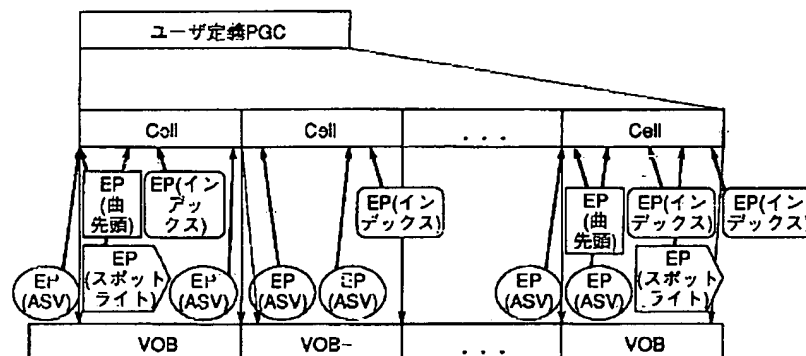 ユーザ定義PGC
Cell
Cell
. . .
Cell
EP
(曲
先頭)
EP(イン
デッ
クス)
EP(イン
デックス)
EP
(曲
先頭)
EP(イン
デックス)
EP(イン
デックス)
EP
(ASV)
EP
(スポット
ライト)
EP
(ASV)
EP
(ASV)
EP
(ASV)
EP
(ASV)
EP
(ASV)
EP
(スポット
ライト)
VOB
VOB-
. . .
VOB